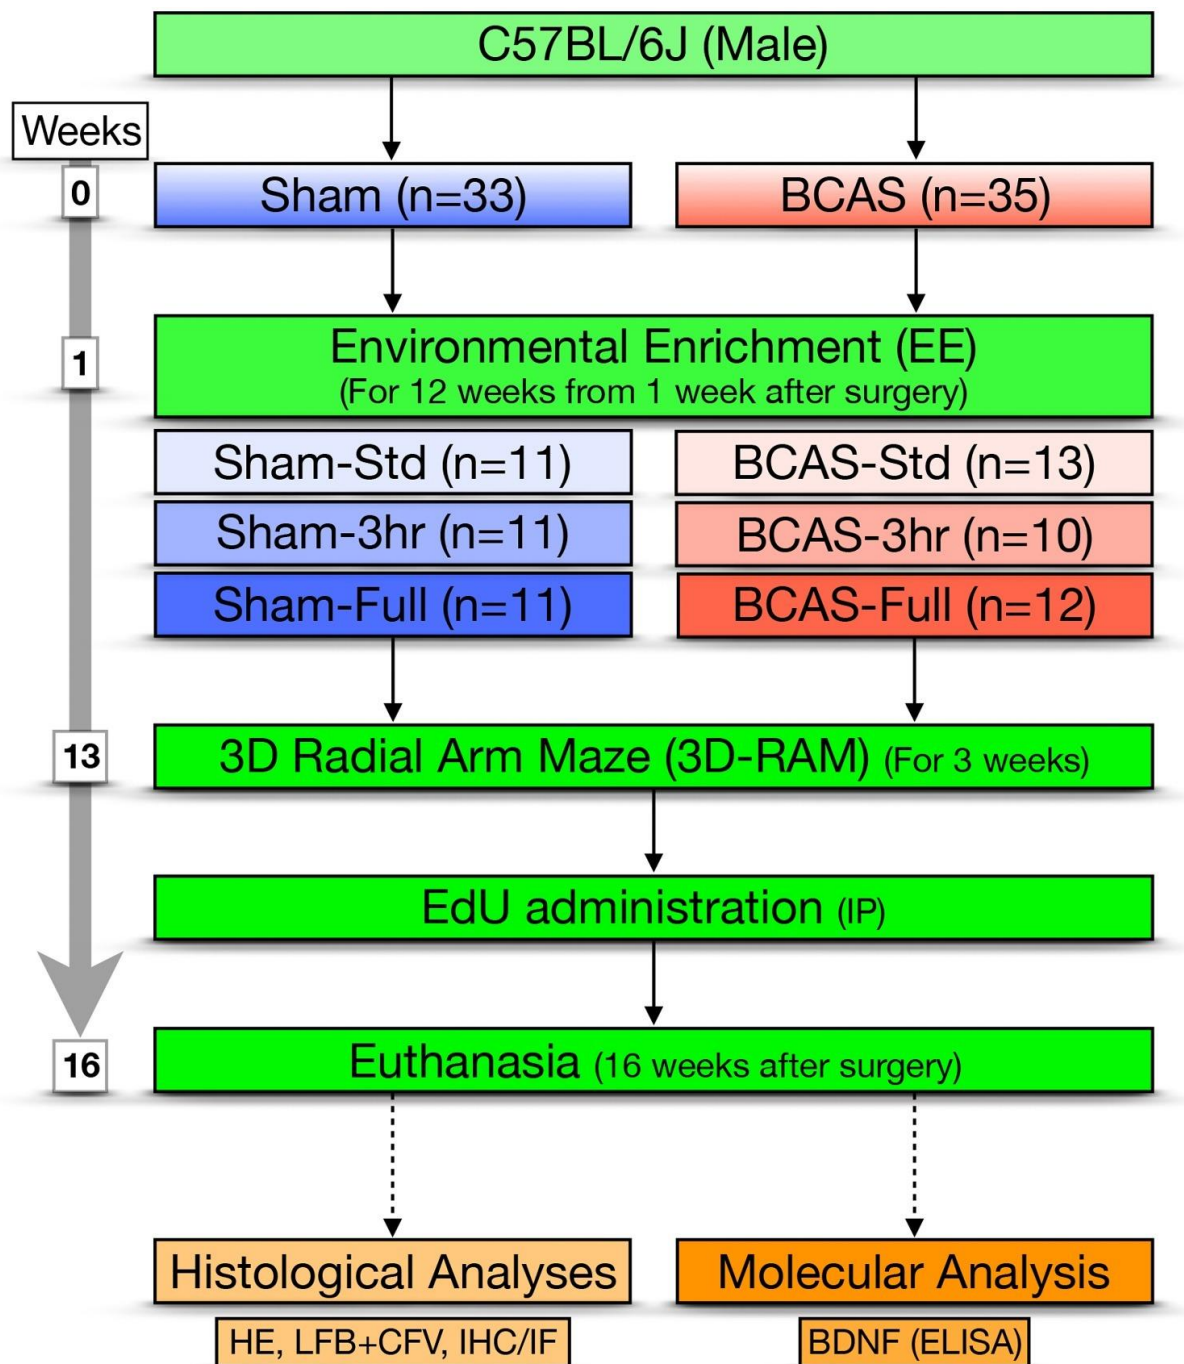 C57BL/6J (Male)
Weeks
0
Sham (n=33)
BCAS (n=35)
1
Environmental Enrichment (EE)
(For 12 weeks from 1 week after surgery)
Sham-Std (n=11)
BCAS-Std (n=13)
Sham-3hr (n=11)
BCAS-3hr (n=10)
Sham-Full (n=11)
BCAS-Full (n=12)
13
3D Radial Arm Maze (3D-RAM) (For 3 weeks)
EdU administration (IP)
16
Euthanasia (16 weeks after surgery)
Histological Analyses
Molecular Analysis
HE, LFB+CFV, IHC/IF
BDNF (ELISA)